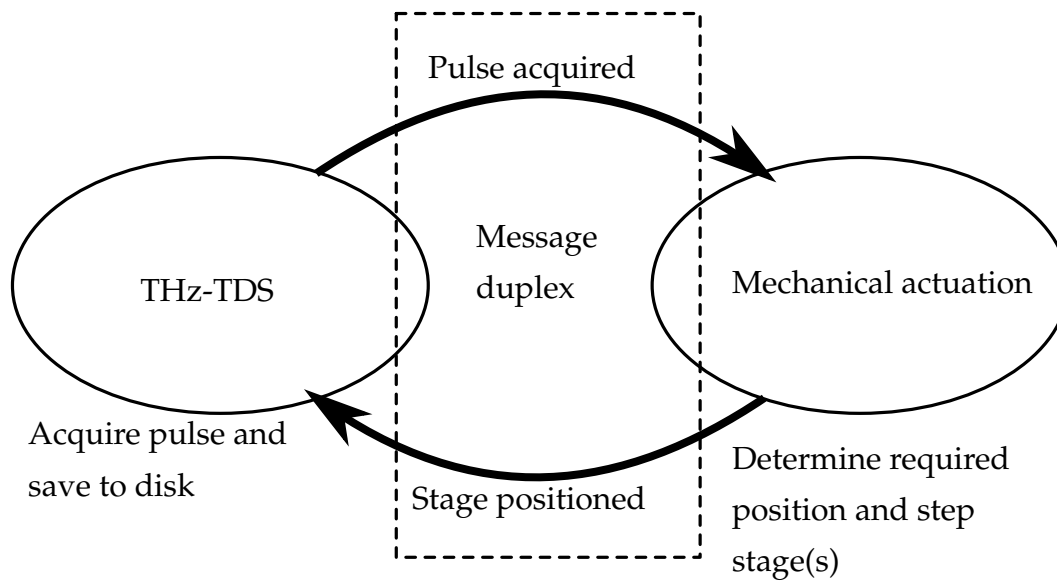 Pulse acquired
Message
duplex
THz-TDS
Mechanical actuation
Acquire pulse and
save to disk
Stage positioned
Determine required
position and step
stage(s)